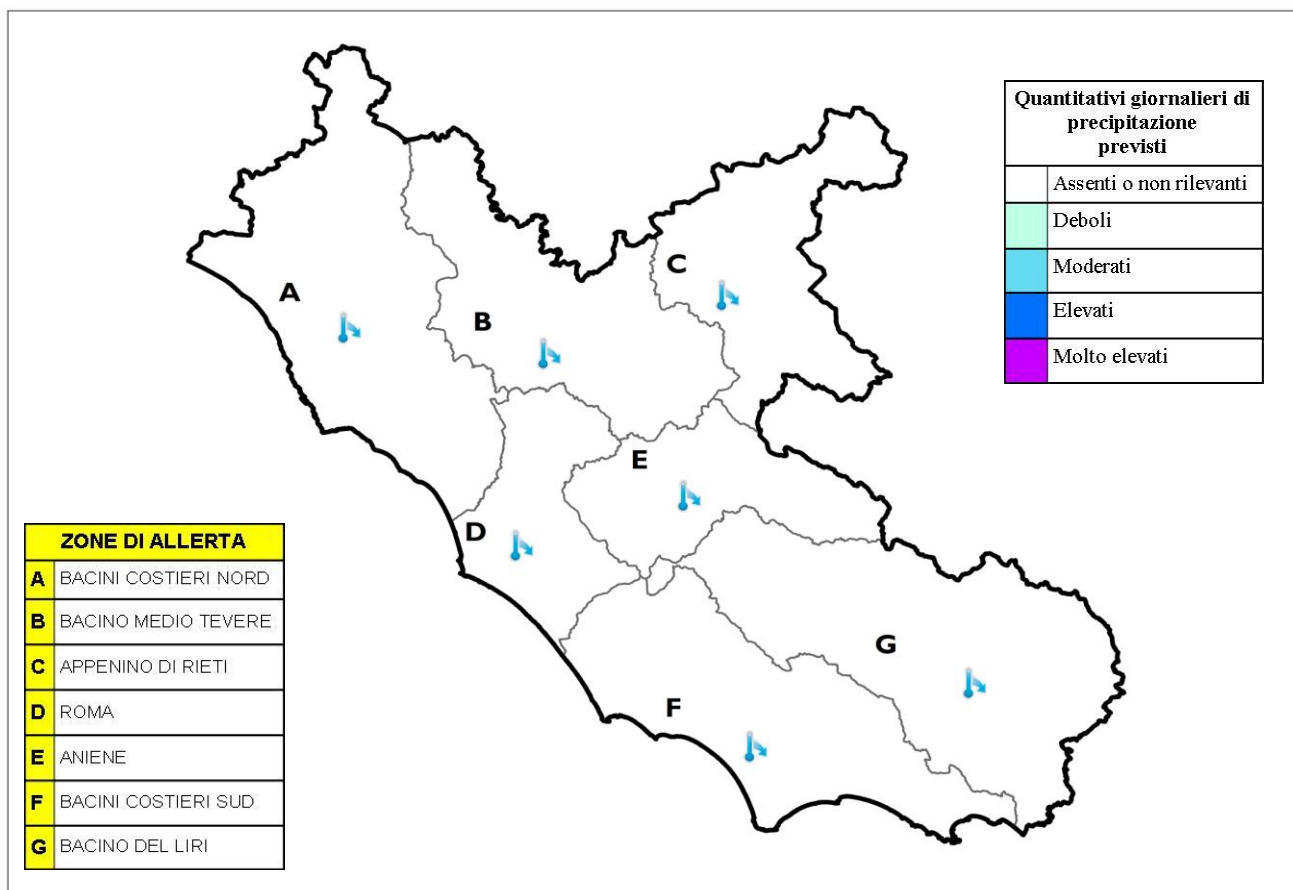 Quantitativi giornalieri di
precipitazione
previsti
Assenti o non rilevanti
Deboli
Moderati
Elevati
Molto elevati
C
A
B
E
D
G
F
ZONE DI ALLERTA
A BACINI COSTIERI NORD
B BACINO MEDIO TEVERE
C APPENINO DI RIETI
D ROMA
E ANIENE
F BACINI COSTIERI SUD
G BACINO DEL LIRI